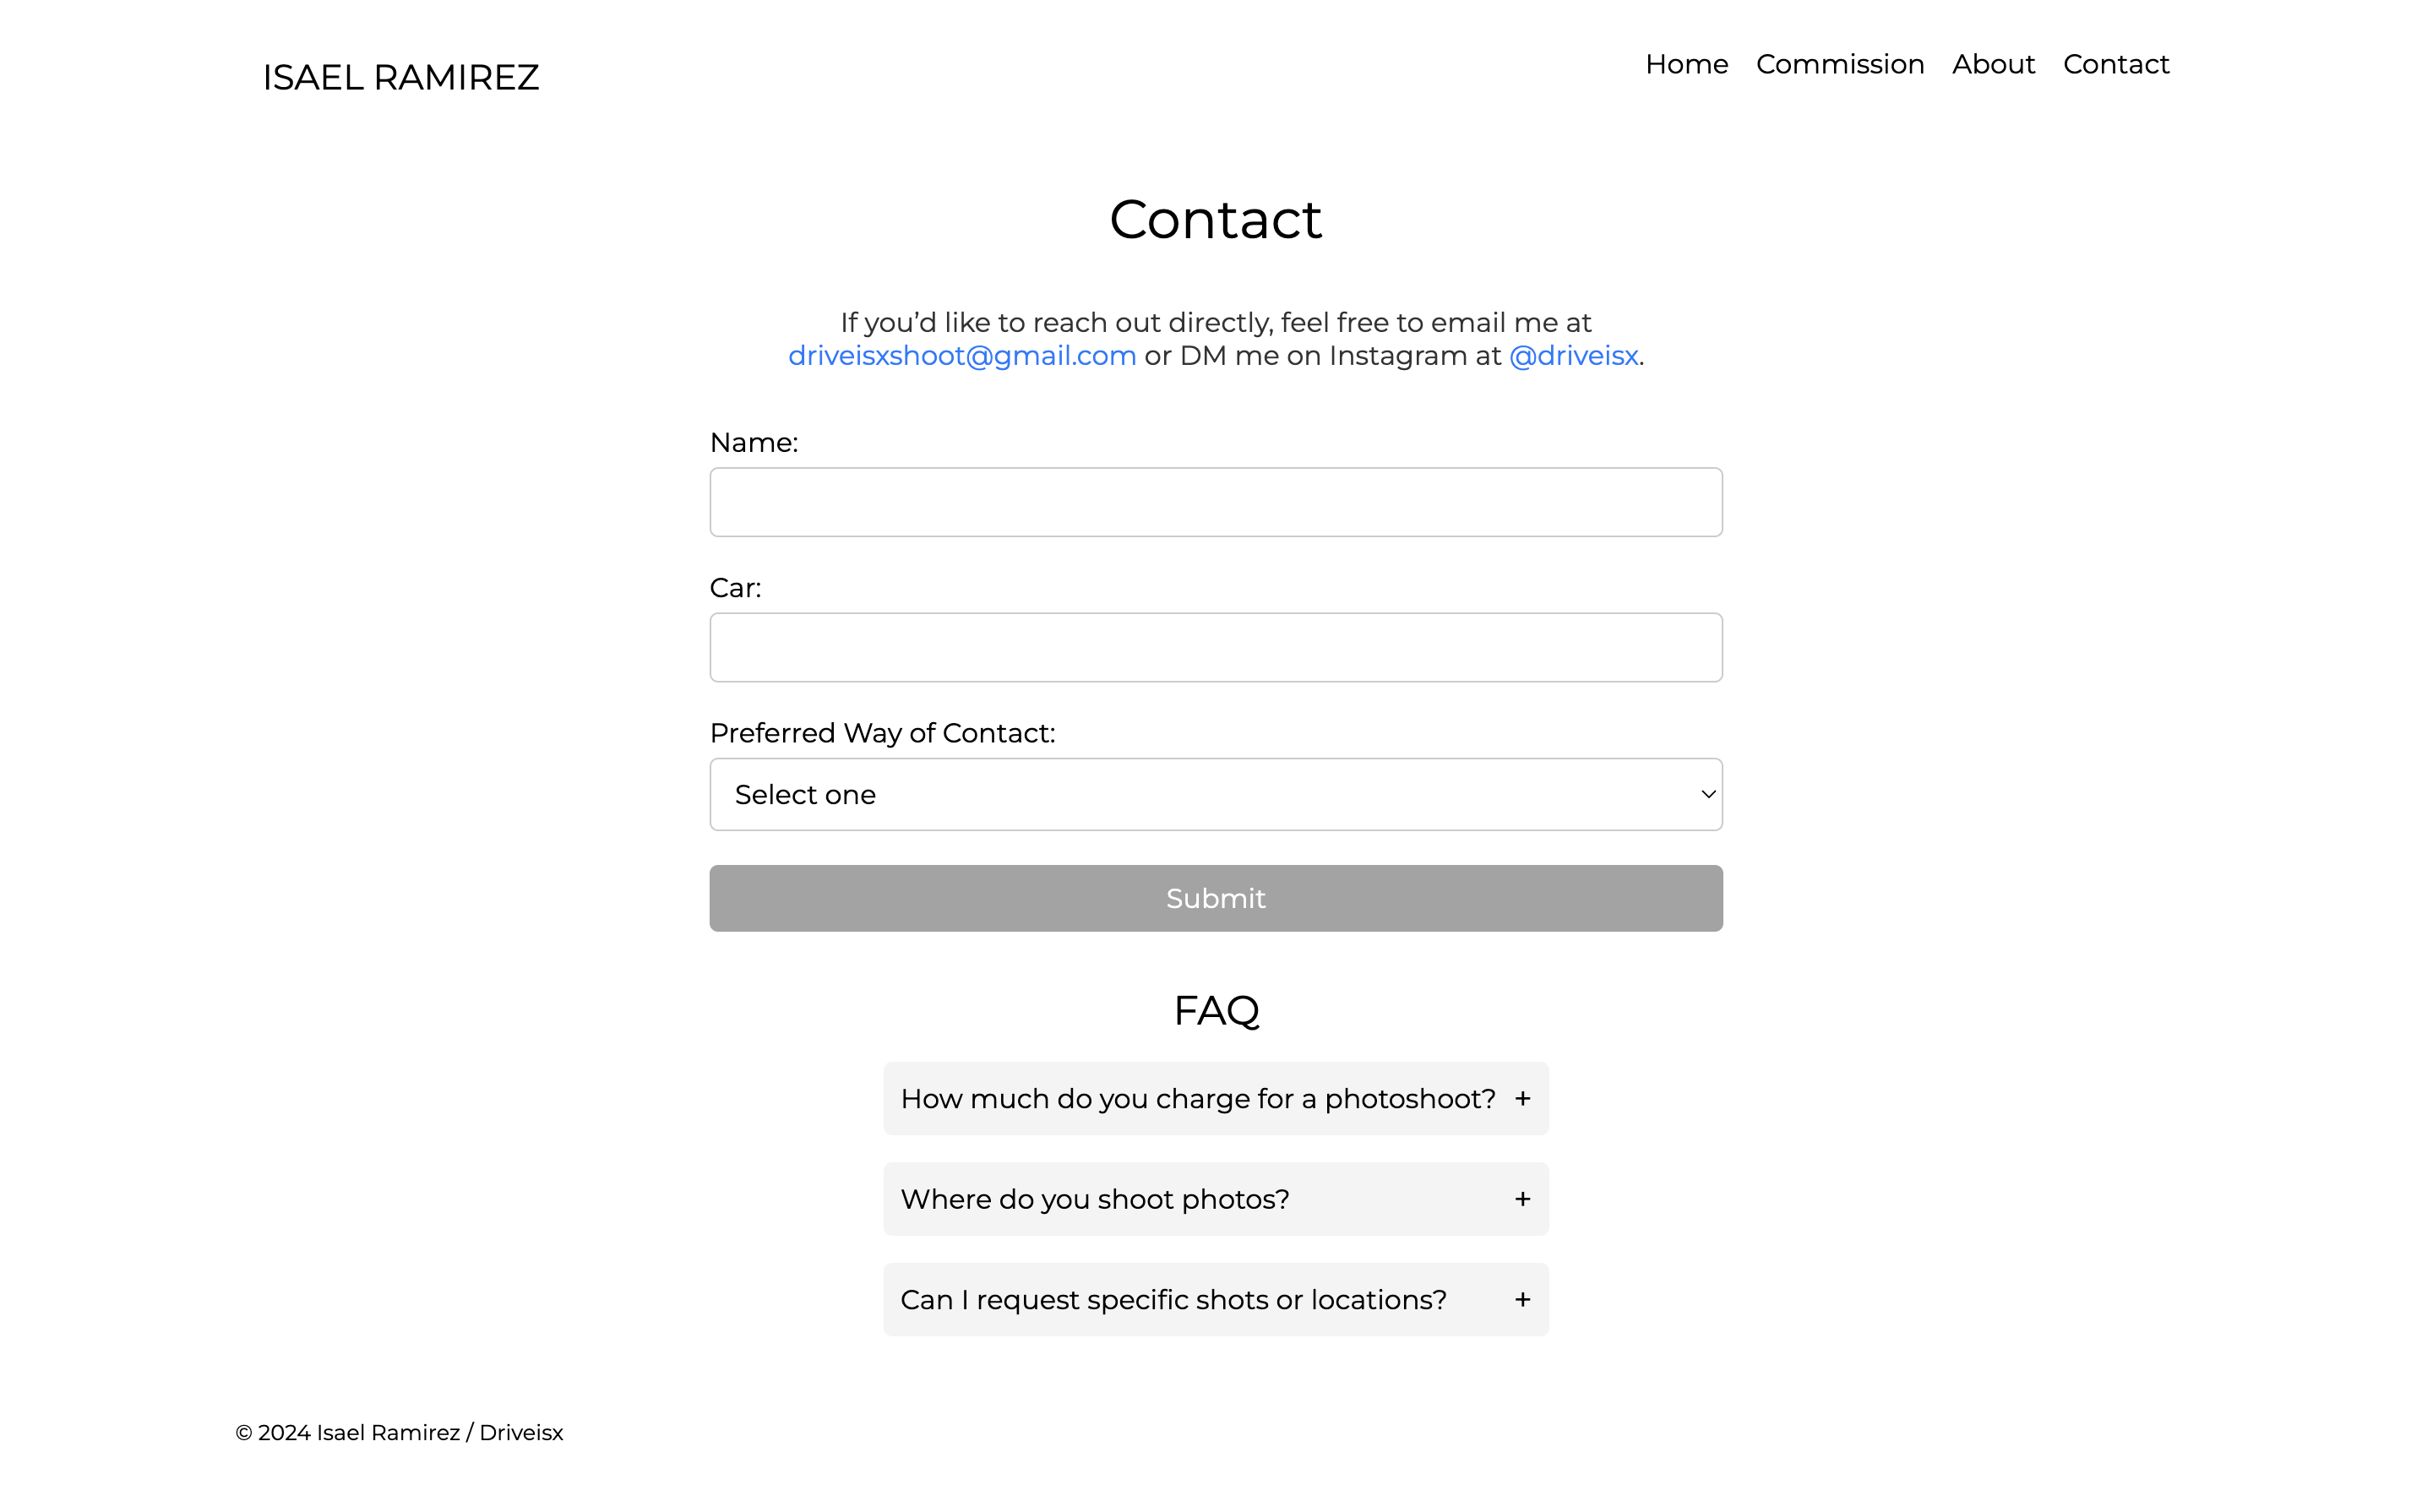 ISAEL RAMIREZ
Home Commission About Contact
Contact
If you’d like to reach out directly, feel free to email me at
driveisxshoot@gmail.com or DM me on Instagram at @driveisx.
Name:
Car:
Preferred Way of Contact:
Select one
Submit
FAQ
How much do you charge for a photoshoot? +
Where do you shoot photos? +
Can I request specific shots or locations? +
© 2024 Isael Ramirez / Driveisx